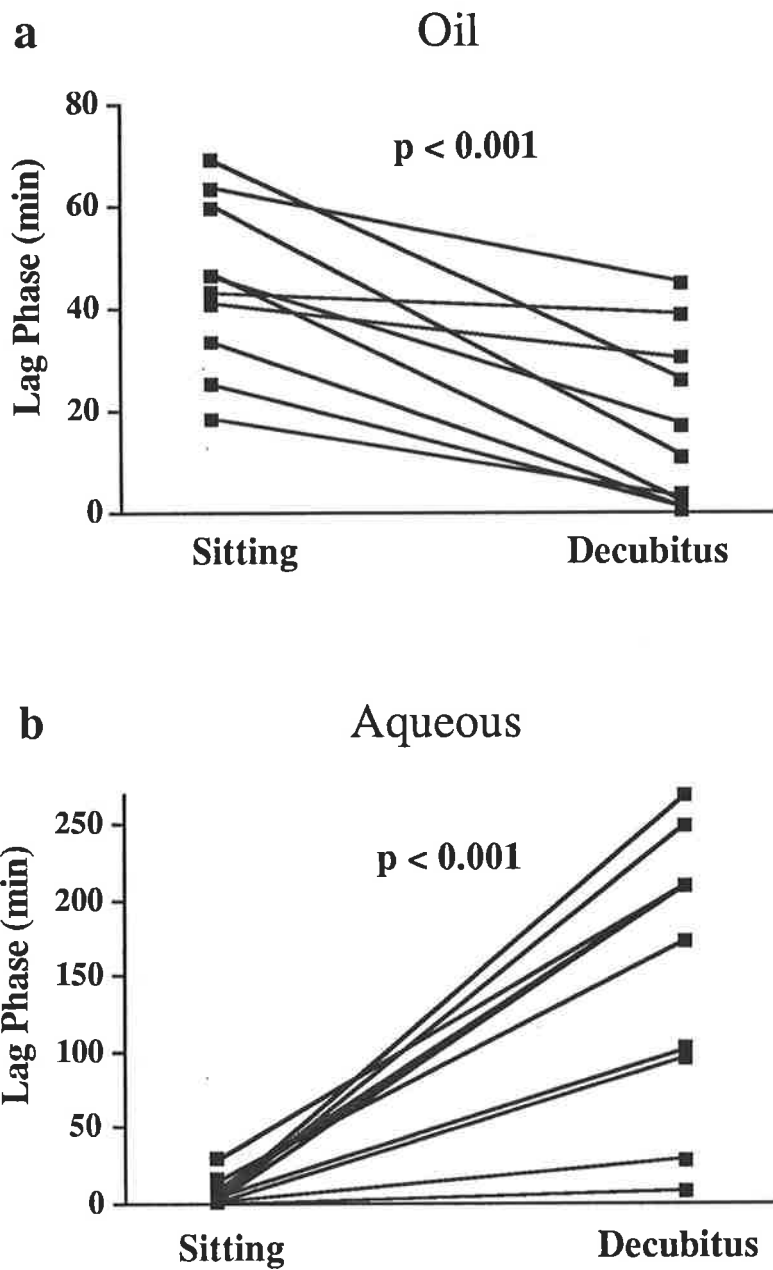 a
Oil
80
p < 0.001
60
Lag Phase (min)
40
20
0
Sitting Decubitus
b
Aqueous
250
p < 0.001
200
Lag Phase (min)
150
100
50
0
Sitting Decubitus